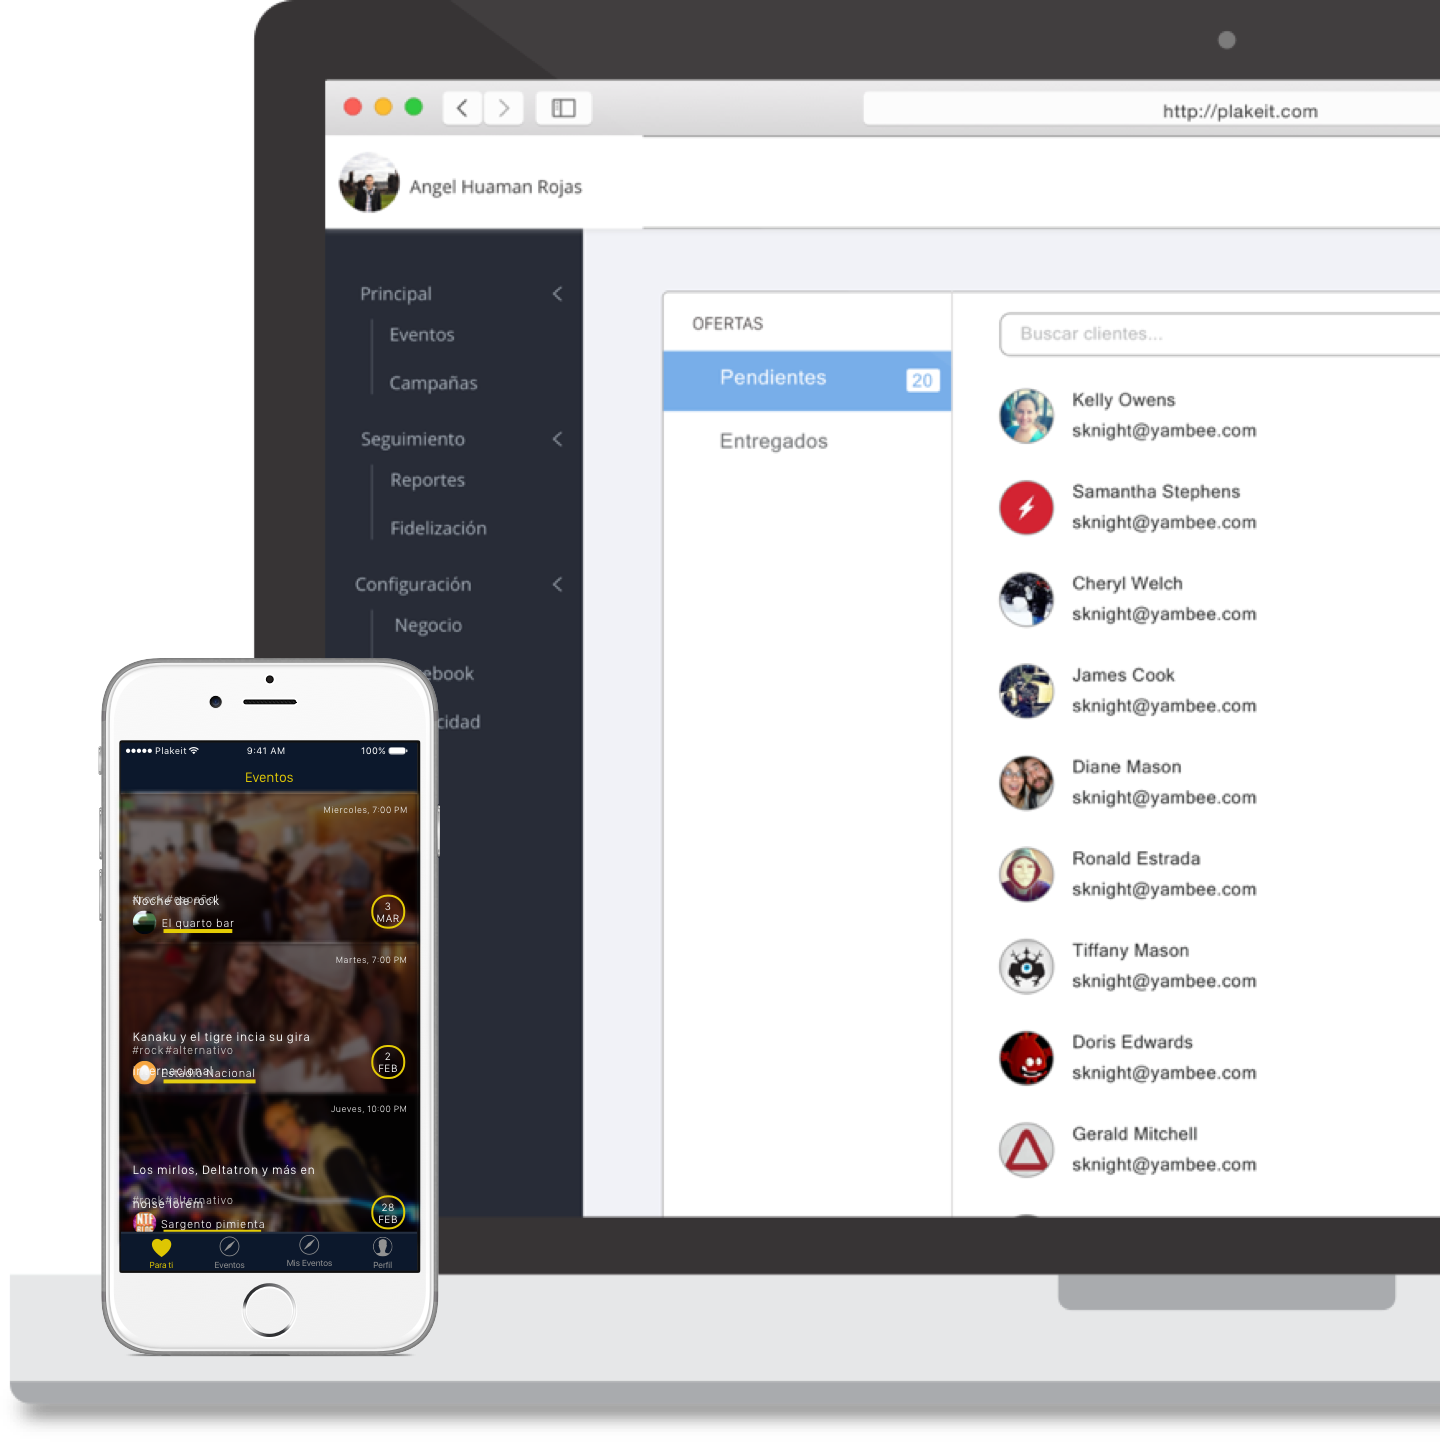 http://plakeit.com
Angel Huaman Rojas
Principal
Eventos
Campañas
Seguimiento
Reportes
Fidelización
Configuración
Negocio
OFERTAS
Pendientes
20
Entregados
Buscar clientes...
Kelly Owens
sknight@yambee.com
Samantha Stephens
sknight@yambee.com
Cheryl Welch
sknight@yambee.com
James Cook
sknight@yambee.com
Diane Mason
sknight@yambee.com
Ronald Estrada
sknight@yambee.com
Tiffany Mason
sknight@yambee.com
Doris Edwards
sknight@yambee.com
Gerald Mitchell
sknight@yambee.com
ebook
cidad
Plakeit
9:41 AM
100%
Eventos
Miercoles, 7:00 PM
#rock#español
Noche de rock
El quarto bar
3
MAR
Martes, 7:00 PM
Kanaku y el tigre incia su gira
#rock#alternativo
internacional
Estadio Nacional
2
FEB
Jueves, 10:00 PM
Los mirlos, Deltatron y más en
#rock#alternativo
noise lorem
Sargento pimienta
28
FEB
Para ti
Eventos
Mis Eventos
Perfil